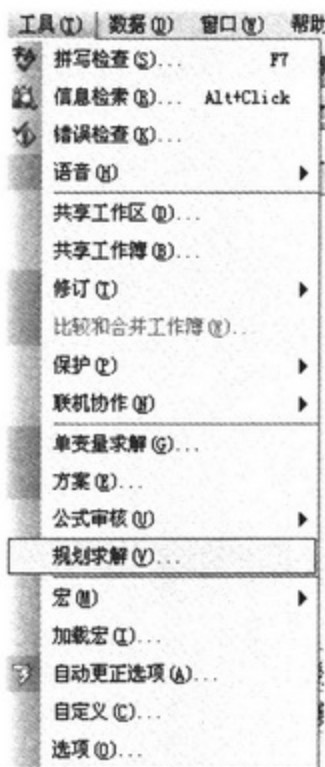 工具(T) 数据(D) 窗口(W) 帮助
拼写检查(S)... F7
信息检索(R)... Alt+Click
错误检查(K)...
语音(H)
共享工作区(D)...
共享工作簿(B)...
修订(T)
比较和合并工作簿(W)...
保护(P)
联机协作(N)
单变量求解(G)...
方案(E)...
公式审核(U)
规划求解(V)...
宏(M)
加载宏(I)...
自动更正选项(A)...
自定义(C)...
选项(O)...